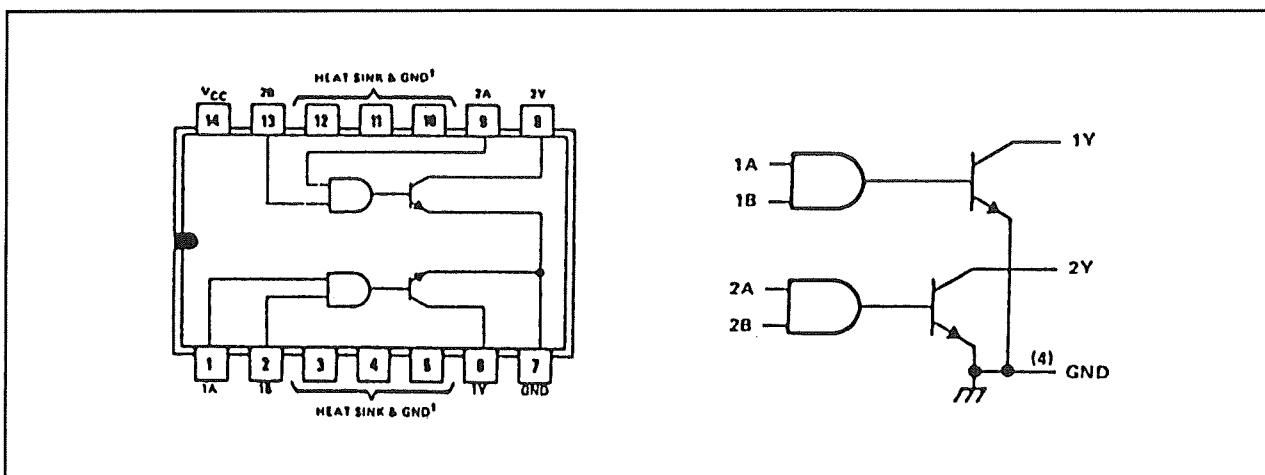 HEAT SINK & GND¹
VCC 2B 2A 2Y
14 13 12 11 10 9 8
1 2 3 4 5 6 7
1A 1B 1Y GND
HEAT SINK & GND¹
1A
1B
1Y
2A
2B
2Y
(4)
GND